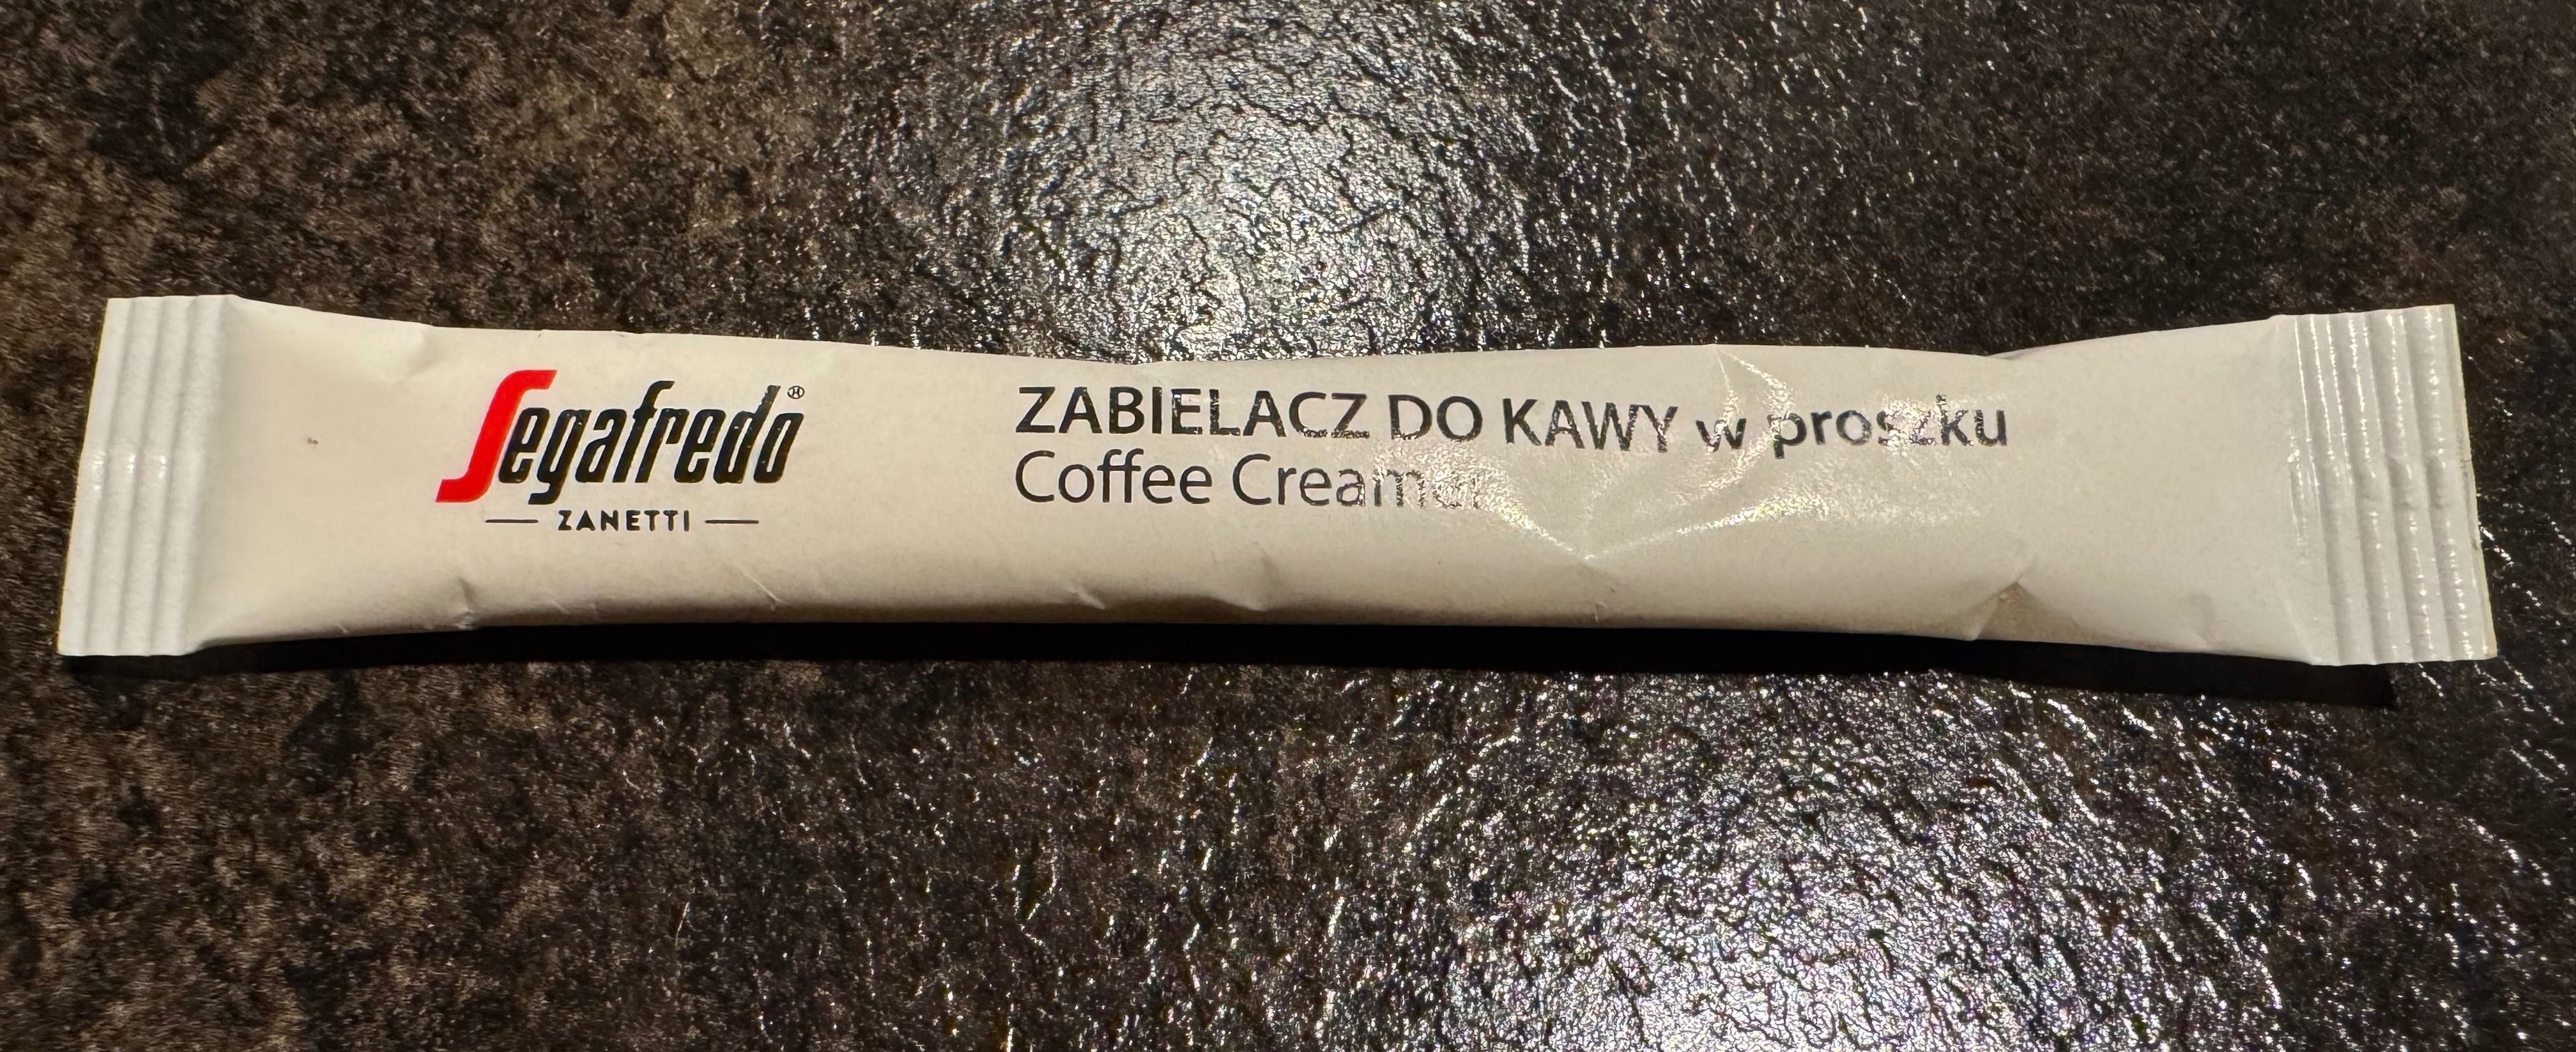 Segafredo®
ZANETTI
ZABIELACZ DO KAWY w proszku
Coffee Creamer